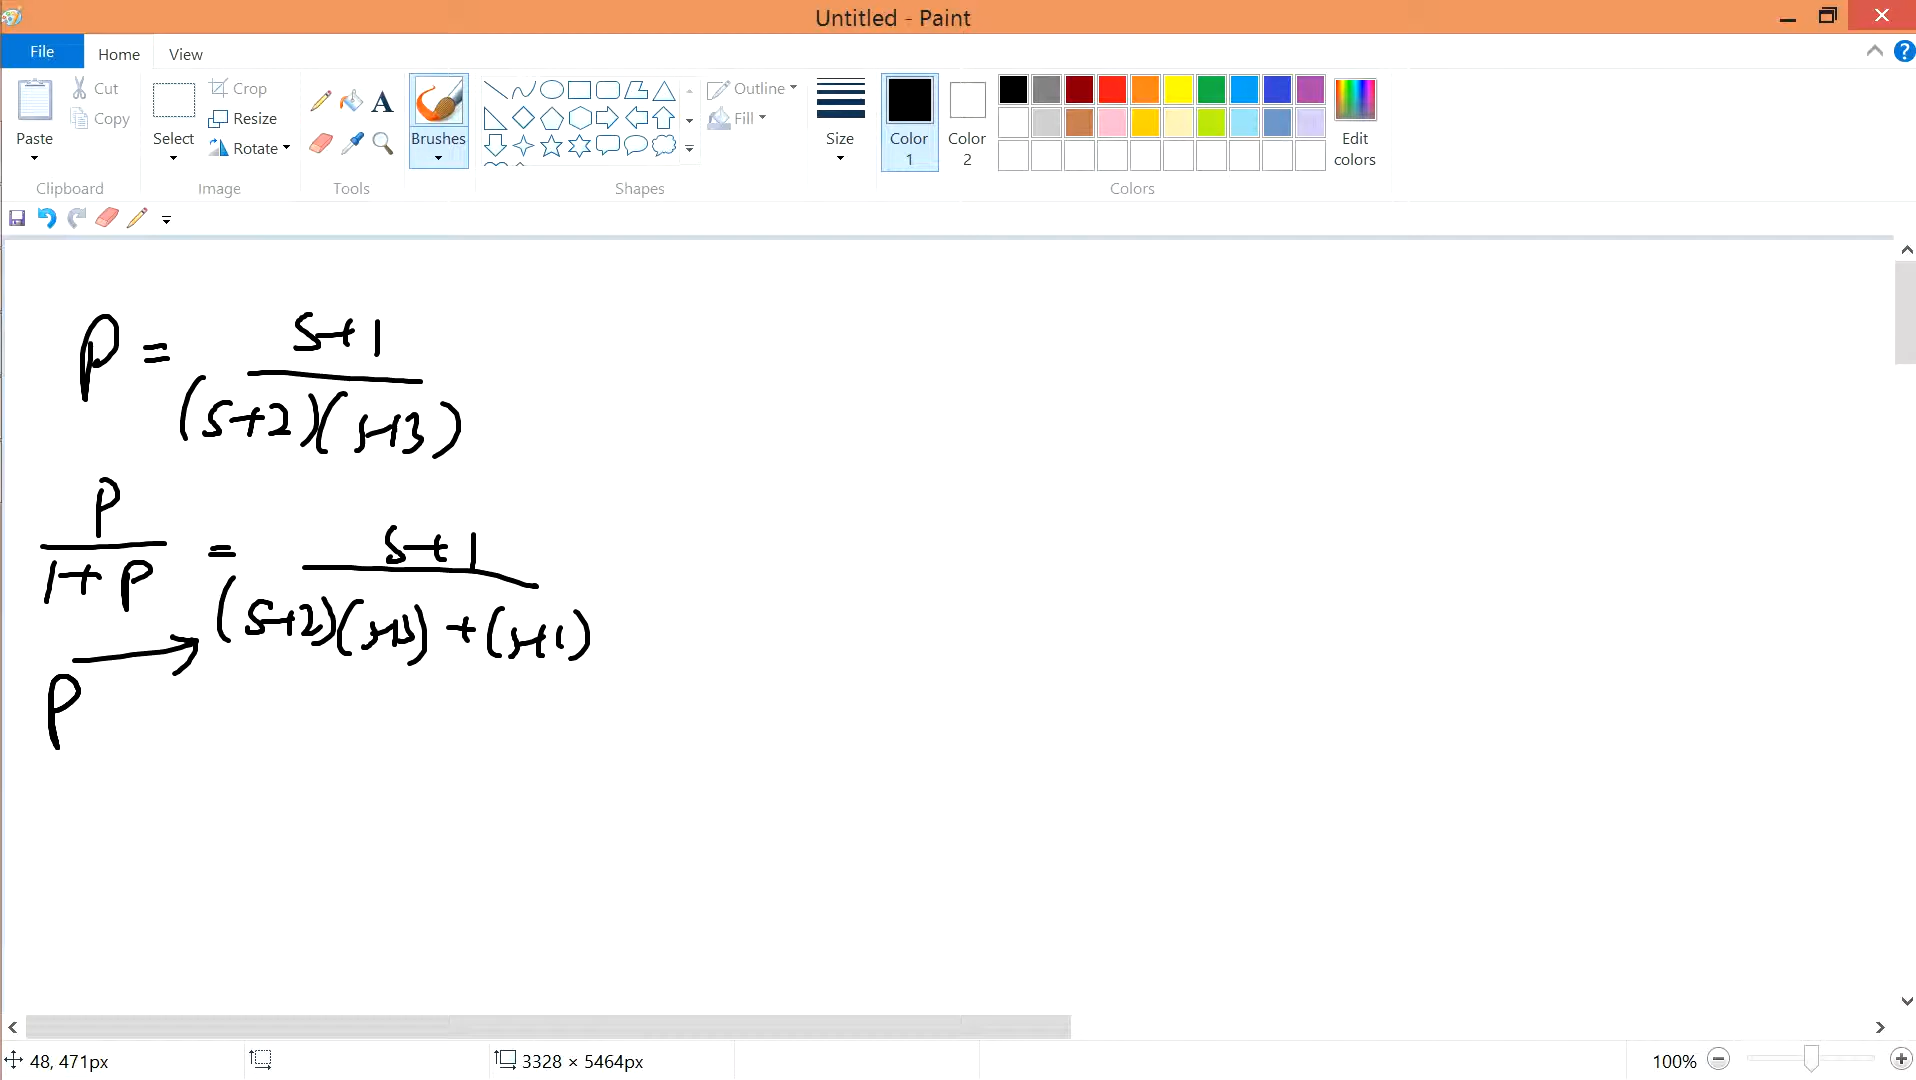 Untitled - Paint
File
Home View
Paste
Cut
Copy
Clipboard
Select
Crop
Resize
Rotate
Image
A
Tools
Brushes
Shapes
Outline
Fill
Size
Color 1
Color 2
Colors
Edit colors
P = s+1
(s+2)(s+3)
P
1+P
= s+1
(s+2)(s+3) + (s+1)
P
48, 471px
3328 × 5464px
100%